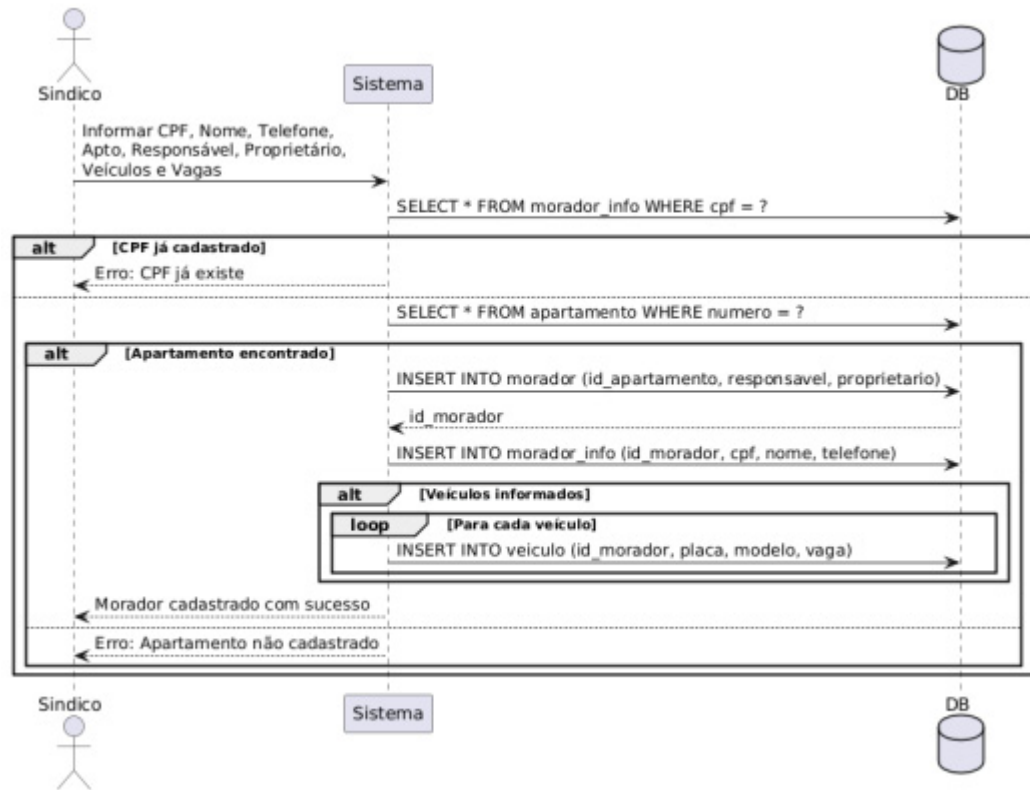 Sindico
Sistema
DB
Informar CPF, Nome, Telefone,
Apto, Responsável, Proprietário,
Veículos e Vagas
SELECT * FROM morador_info WHERE cpf = ?
alt [CPF já cadastrado]
Erro: CPF já existe
SELECT * FROM apartamento WHERE numero = ?
alt [Apartamento encontrado]
INSERT INTO morador (id_apartamento, responsavel, proprietario)
id_morador
INSERT INTO morador_info (id_morador, cpf, nome, telefone)
alt [Veículos informados]
loop [Para cada veículo]
INSERT INTO veiculo (id_morador, placa, modelo, vaga)
Morador cadastrado com sucesso
Erro: Apartamento não cadastrado
Sindico
Sistema
DB